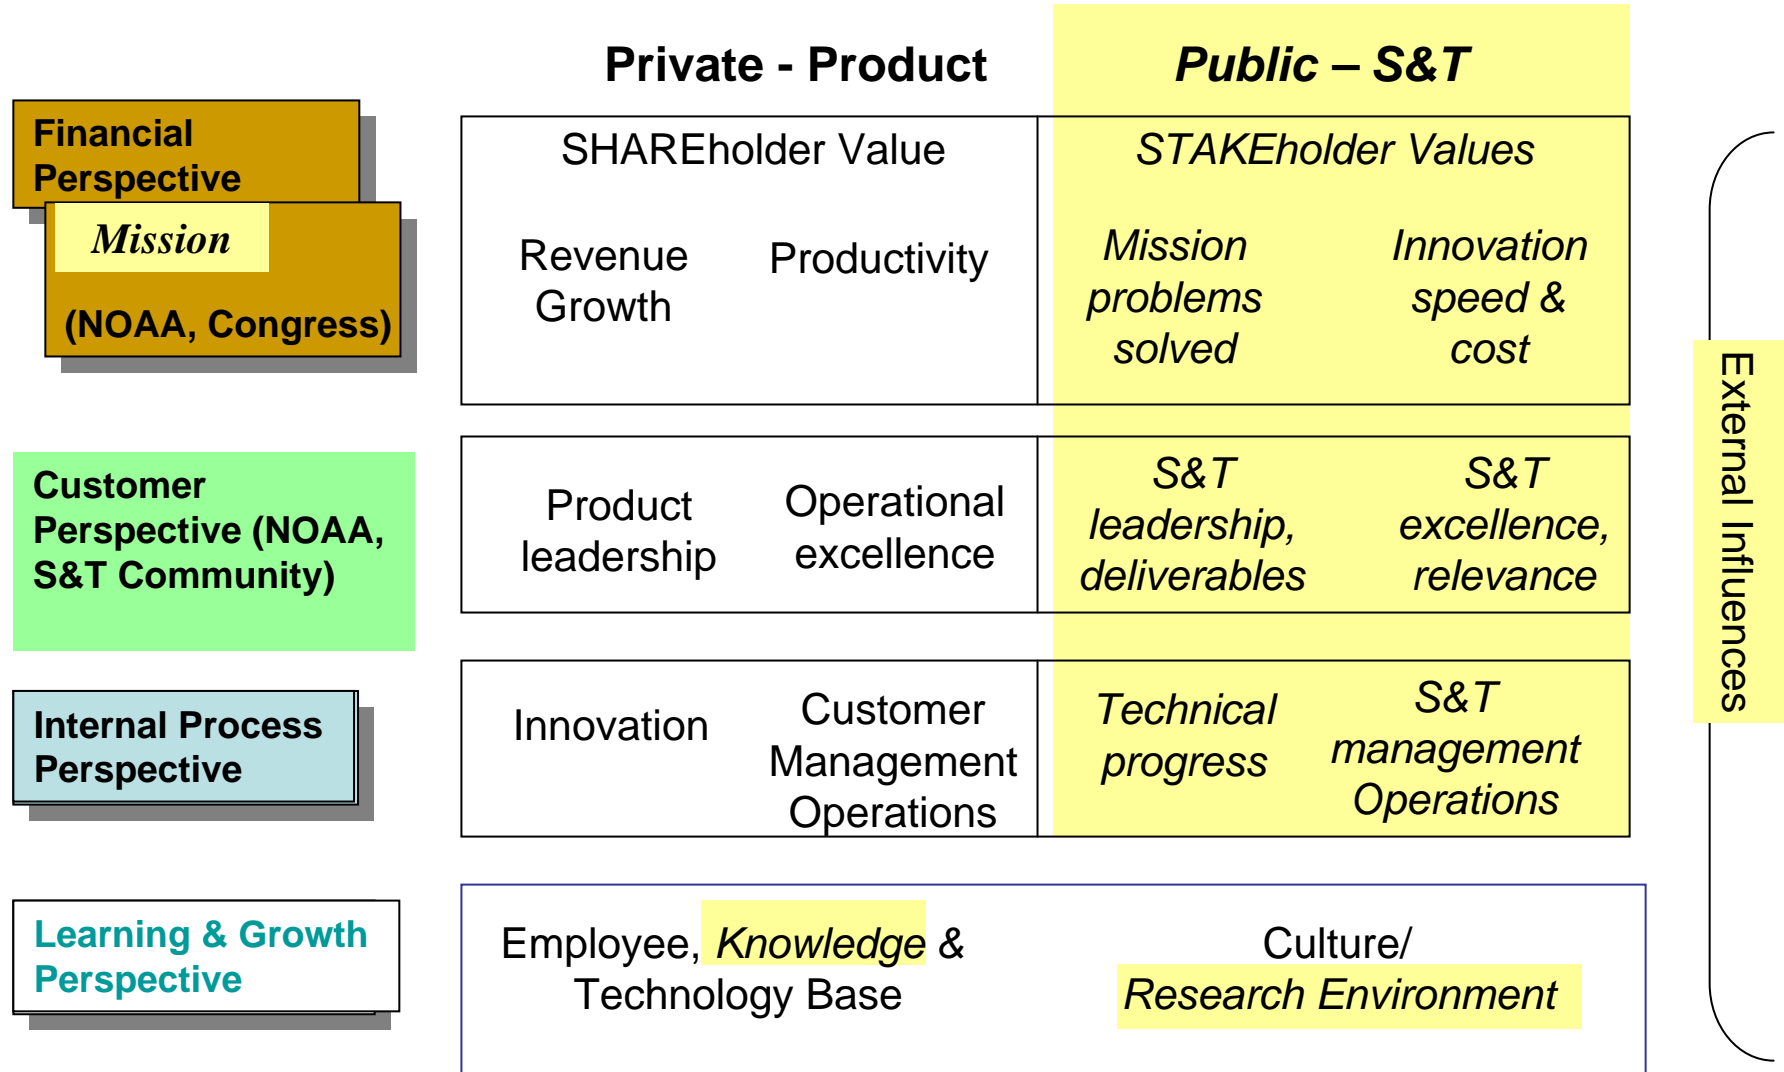 Private - Product
Public – S&T
Financial
Perspective
Mission
(NOAA, Congress)
SHAREholder Value
Revenue
Growth
Productivity
STAKEholder Values
Mission
problems
solved
Innovation
speed &
cost
Customer
Perspective (NOAA,
S&T Community)
Product
leadership
Operational
excellence
S&T
leadership,
deliverables
S&T
excellence,
relevance
Internal Process
Perspective
Innovation
Customer
Management
Operations
Technical
progress
S&T
management
Operations
Learning & Growth
Perspective
Employee, Knowledge &
Technology Base
Culture/
Research Environment
External Influences